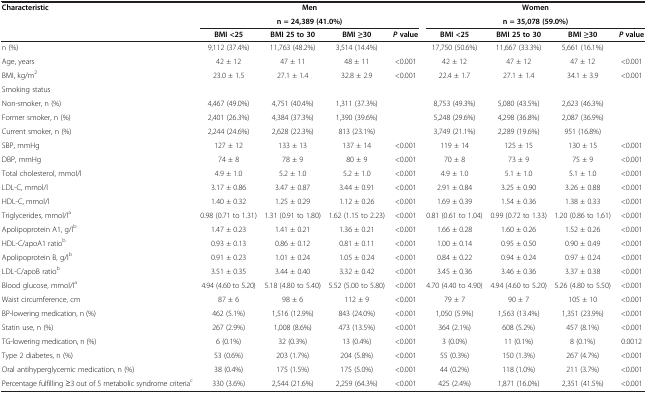 Characteristic Men Women
n = 24,389 (41.0%) n = 35,078 (59.0%)
BMI <25 BMI 25 to 30 BMI ≥30 P value BMI <25 BMI 25 to 30 BMI ≥30 P value
n (%) 9,112 (37.4%) 11,763 (48.2%) 3,514 (14.4%) 17,750 (50.6%) 11,667 (33.3%) 5,661 (16.1%)
Age, years 42 ± 12 47 ± 11 48 ± 11 <0.001 42 ± 12 47 ± 12 47 ± 12 <0.001
BMI, kg/m² 23.0 ± 1.5 27.1 ± 1.4 32.8 ± 2.9 <0.001 22.4 ± 1.7 27.1 ± 1.4 34.1 ± 3.9 <0.001
Smoking status
Non-smoker, n (%) 4,467 (49.0%) 4,751 (40.4%) 1,311 (37.3%) 8,753 (49.3%) 5,080 (43.5%) 2,623 (46.3%)
Former smoker, n (%) 2,401 (26.3%) 4,384 (37.3%) 1,390 (39.6%) 5,248 (29.6%) 4,298 (36.8%) 2,087 (36.9%)
Current smoker, n (%) 2,244 (24.6%) 2,628 (22.3%) 813 (23.1%) 3,749 (21.1%) 2,289 (19.6%) 951 (16.8%)
SBP, mmHg 127 ± 12 133 ± 13 137 ± 14 <0.001 119 ± 14 125 ± 15 130 ± 15 <0.001
DBP, mmHg 74 ± 8 78 ± 9 80 ± 9 <0.001 70 ± 8 73 ± 9 75 ± 9 <0.001
Total cholesterol, mmol/l 4.9 ± 1.0 5.2 ± 1.0 5.2 ± 1.0 <0.001 4.9 ± 1.0 5.1 ± 1.0 5.1 ± 1.0 <0.001
LDL-C, mmol/l 3.17 ± 0.86 3.47 ± 0.87 3.44 ± 0.91 <0.001 2.91 ± 0.84 3.25 ± 0.90 3.26 ± 0.88 <0.001
HDL-C, mmol/l 1.40 ± 0.32 1.25 ± 0.29 1.12 ± 0.26 <0.001 1.69 ± 0.39 1.54 ± 0.36 1.38 ± 0.33 <0.001
Triglycerides, mmol/lᵃ 0.98 (0.71 to 1.31) 1.31 (0.91 to 1.80) 1.62 (1.15 to 2.23) <0.001 0.81 (0.61 to 1.04) 0.99 (0.72 to 1.33) 1.20 (0.86 to 1.61) <0.001
Apolipoprotein A1, g/lᵇ 1.47 ± 0.23 1.41 ± 0.21 1.36 ± 0.21 <0.001 1.66 ± 0.28 1.60 ± 0.26 1.52 ± 0.26 <0.001
HDL-C/apoA1 ratioᵇ 0.93 ± 0.13 0.86 ± 0.12 0.81 ± 0.11 <0.001 1.00 ± 0.14 0.95 ± 0.50 0.90 ± 0.49 <0.001
Apolipoprotein B, g/lᵇ 0.91 ± 0.23 1.01 ± 0.24 1.05 ± 0.24 <0.001 0.84 ± 0.22 0.94 ± 0.24 0.97 ± 0.24 <0.001
LDL-C/apoB ratioᵇ 3.51 ± 0.35 3.44 ± 0.40 3.32 ± 0.42 <0.001 3.45 ± 0.36 3.46 ± 0.36 3.37 ± 0.38 <0.001
Blood glucose, mmol/lᵃ 4.94 (4.60 to 5.20) 5.18 (4.80 to 5.40) 5.52 (5.00 to 5.80) <0.001 4.70 (4.40 to 4.90) 4.94 (4.60 to 5.20) 5.26 (4.80 to 5.50) <0.001
Waist circumference, cm 87 ± 6 98 ± 6 112 ± 9 <0.001 79 ± 7 90 ± 7 105 ± 10 <0.001
BP-lowering medication, n (%) 462 (5.1%) 1,516 (12.9%) 843 (24.0%) <0.001 1,050 (5.9%) 1,563 (13.4%) 1,351 (23.9%) <0.001
Statin use, n (%) 267 (2.9%) 1,008 (8.6%) 473 (13.5%) <0.001 364 (2.1%) 608 (5.2%) 457 (8.1%) <0.001
TG-lowering medication, n (%) 6 (0.1%) 32 (0.3%) 13 (0.4%) <0.001 3 (0.0%) 11 (0.1%) 8 (0.1%) 0.0012
Type 2 diabetes, n (%) 53 (0.6%) 203 (1.7%) 204 (5.8%) <0.001 55 (0.3%) 150 (1.3%) 267 (4.7%) <0.001
Oral antihyperglycemic medication, n (%) 38 (0.4%) 175 (1.5%) 175 (5.0%) <0.001 44 (0.2%) 118 (1.0%) 211 (3.7%) <0.001
Percentage fulfilling ≥3 out of 5 metabolic syndrome criteriaᶜ 330 (3.6%) 2,544 (21.6%) 2,259 (64.3%) <0.001 425 (2.4%) 1,871 (16.0%) 2,351 (41.5%) <0.001